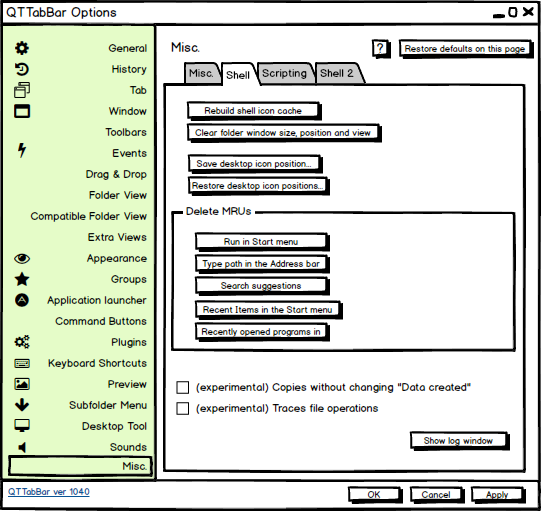 QTTabBar Options
General
History
Tab
Window
Toolbars
Events
Drag & Drop
Folder View
Compatible Folder View
Extra Views
Appearance
Groups
Application launcher
Command Buttons
Plugins
Keyboard Shortcuts
Preview
Subfolder Menu
Desktop Tool
Sounds
Misc.
Misc.
?
Restore defaults on this page
Misc.
Shell
Scripting
Shell 2
Rebuild shell icon cache
Clear folder window size, position and view
Save desktop icon position...
Restore desktop icon positions...
Delete MRUs
Run in Start menu
Type path in the Address bar
Search suggestions
Recent Items in the Start menu
Recently opened programs in
(experimental) Copies without changing "Data created"
(experimental) Traces file operations
Show log window
QTTabBar ver 1040
OK
Cancel
Apply